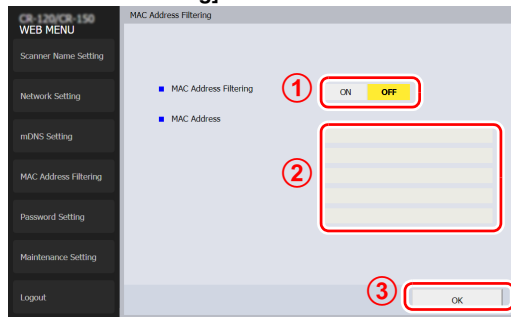 MAC Address Filtering
CR-120/CR-150
WEB MENU
Scanner Name Setting
Network Setting
mDNS Setting
MAC Address Filtering
Password Setting
Maintenance Setting
Logout
MAC Address Filtering
1
ON
OFF
MAC Address
2
3
OK